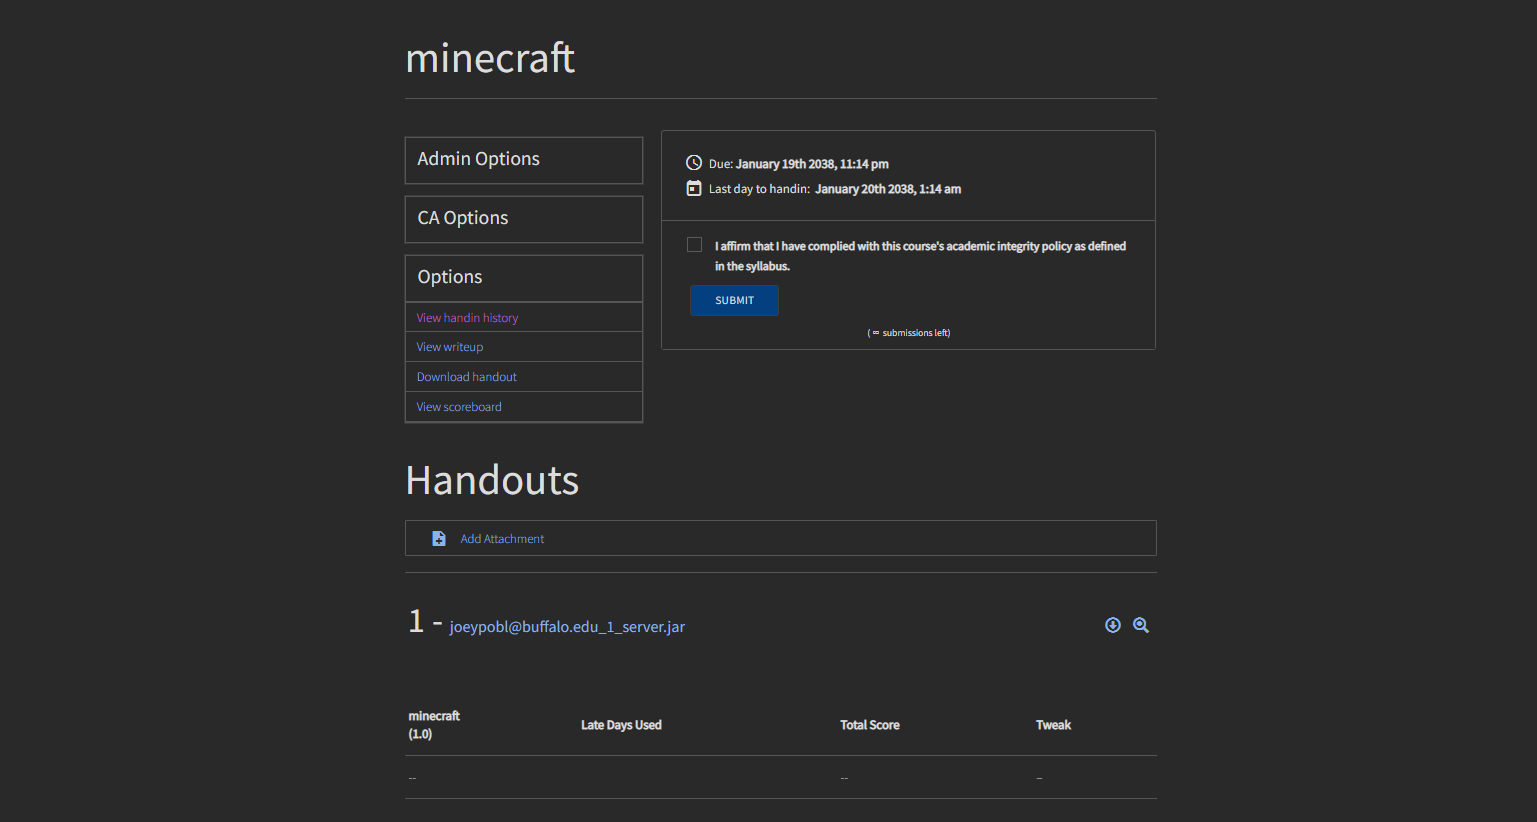 minecraft
Admin Options
CA Options
Options
View handin history
View writeup
Download handout
View scoreboard
Due: January 19th 2038, 11:14 pm
Last day to handin: January 20th 2038, 1:14 am
I affirm that I have complied with this course's academic integrity policy as defined
in the syllabus.
SUBMIT
( ∞ submissions left)
Handouts
Add Attachment
1 - joeypobl@buffalo.edu_1_server.jar
minecraft
(1.0)
Late Days Used
Total Score
Tweak
--
--
–